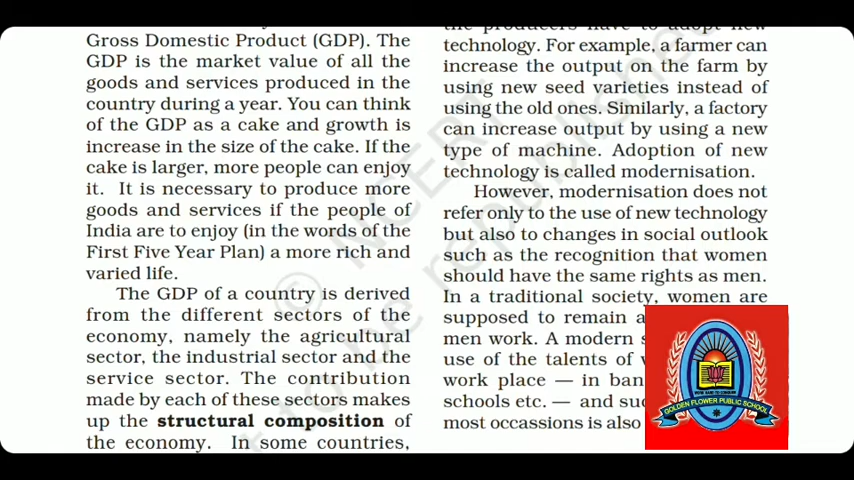 Gross Domestic Product (GDP). The
GDP is the market value of all the
goods and services produced in the
country during a year. You can think
of the GDP as a cake and growth is
increase in the size of the cake. If the
cake is larger, more people can enjoy
it. It is necessary to produce more
goods and services if the people of
India are to enjoy (in the words of the
First Five Year Plan) a more rich and
varied life.
The GDP of a country is derived
from the different sectors of the
economy, namely the agricultural
sector, the industrial sector and the
service sector. The contribution
made by each of these sectors makes
up the structural composition of
the economy. In some countries,
the producers have to adopt new
technology. For example, a farmer can
increase the output on the farm by
using new seed varieties instead of
using the old ones. Similarly, a factory
can increase output by using a new
type of machine. Adoption of new
technology is called modernisation.
However, modernisation does not
refer only to the use of new technology
but also to changes in social outlook
such as the recognition that women
should have the same rights as men.
In a traditional society, women are
supposed to remain
men work. A modern
use of the talents of
work place — in
schools etc. — and
most occassions is also
© NCERT
be republished
GOLDEN FLOWER PUBLIC SCHOOL